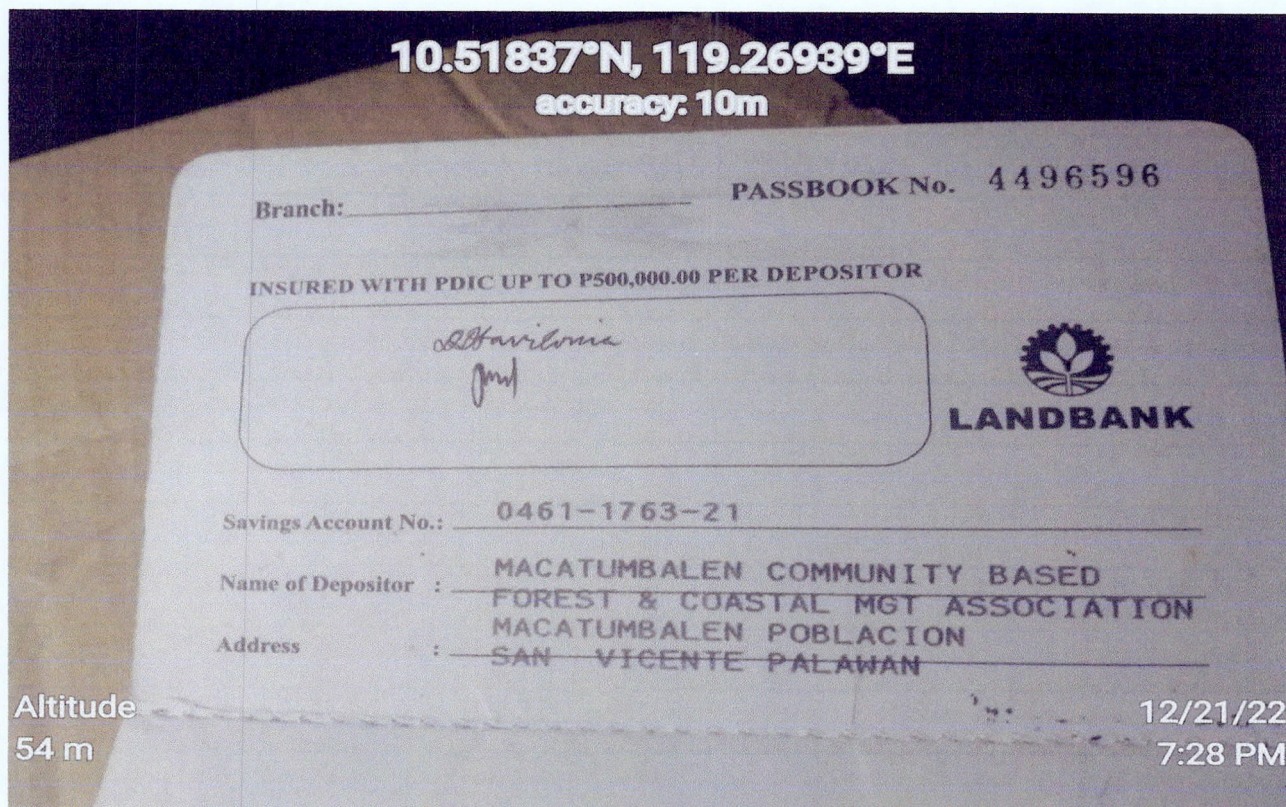 10.51837°N, 119.26939°E
accuracy: 10m
Branch:
PASSBOOK No. 4496596
INSURED WITH PDIC UP TO P500,000.00 PER DEPOSITOR
LANDBANK
Savings Account No.: 0461-1763-21
Name of Depositor : MACATUMBALEN COMMUNITY BASED
FOREST & COASTAL MGT ASSOCIATION
Address : MACATUMBALEN POBLACION
SAN VICENTE PALAWAN
Altitude
54 m
12/21/22
7:28 PM